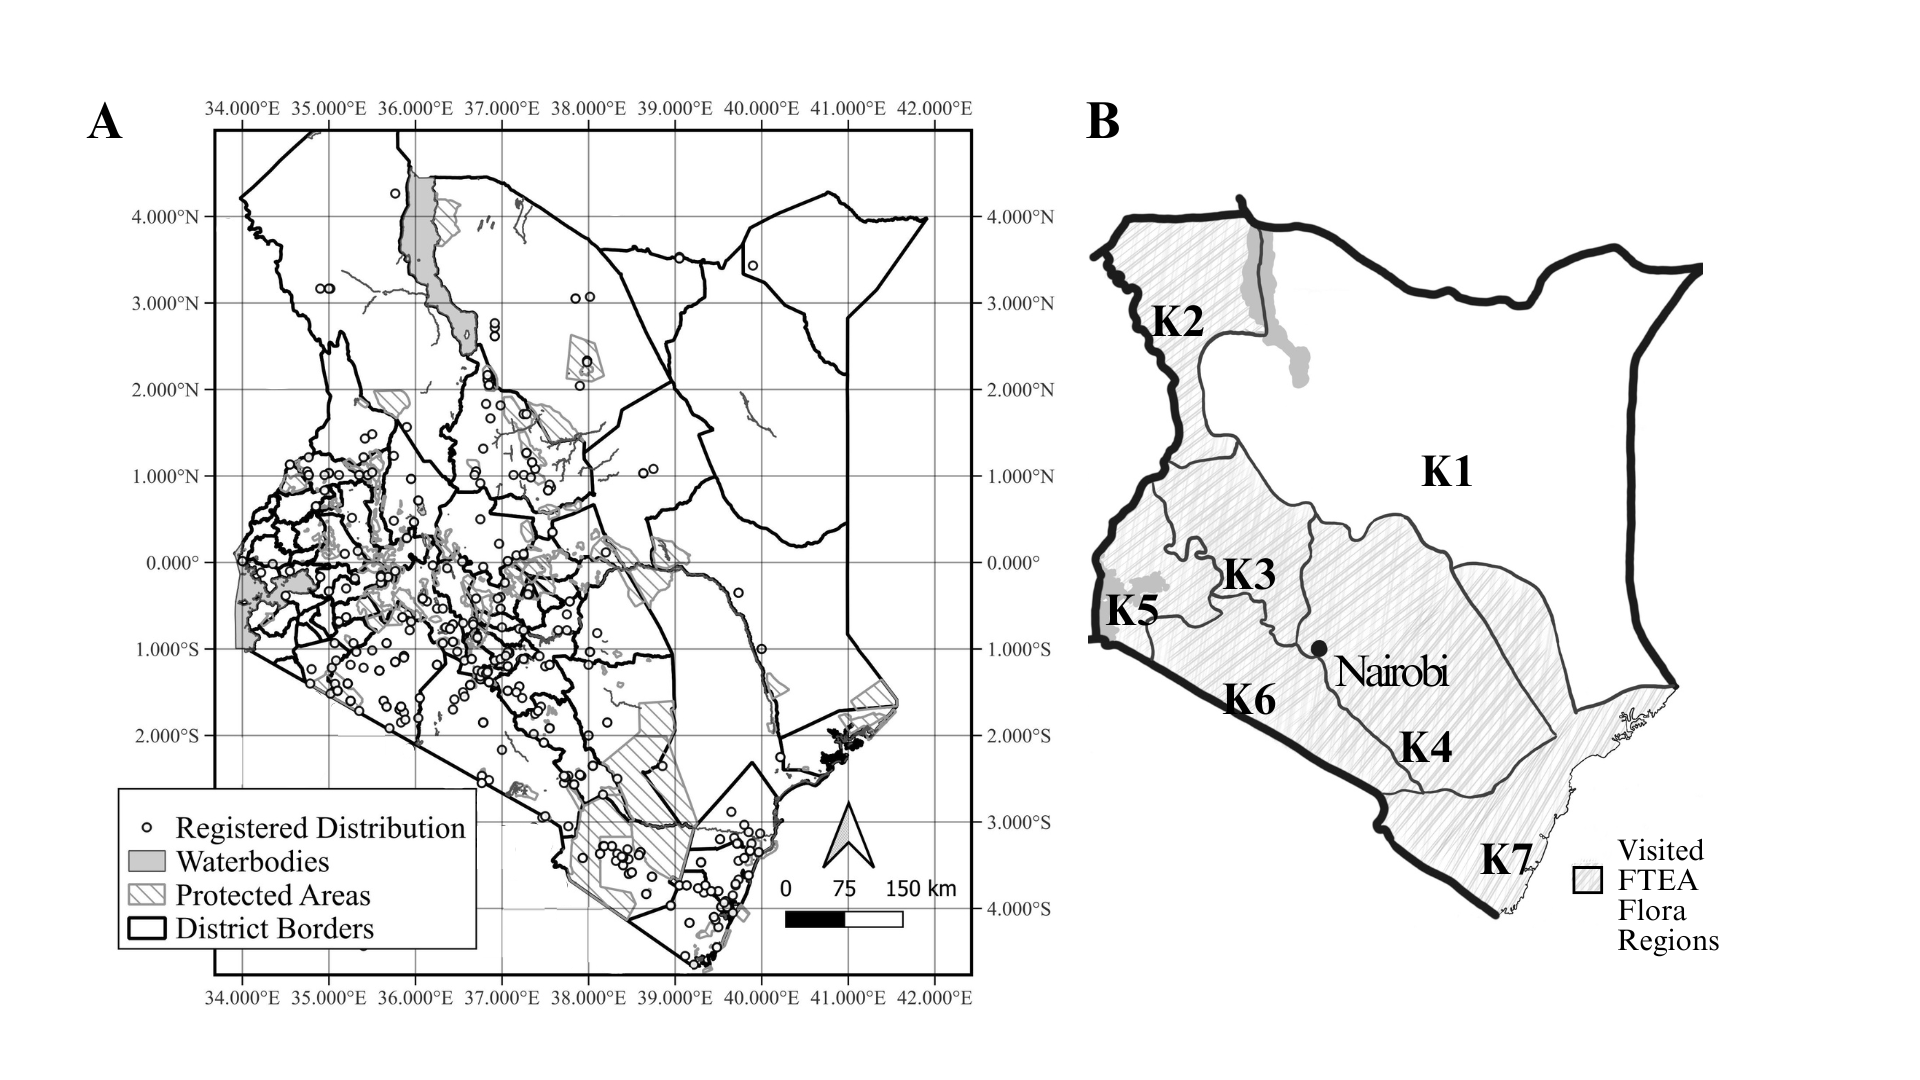 A
34.000°E 35.000°E 36.000°E 37.000°E 38.000°E 39.000°E 40.000°E 41.000°E 42.000°E
4.000°N 4.000°N
3.000°N 3.000°N
2.000°N 2.000°N
1.000°N 1.000°N
0.000° 0.000°
1.000°S 1.000°S
2.000°S 2.000°S
3.000°S
4.000°S
Registered Distribution
Waterbodies
Protected Areas
District Borders
0 75 150 km
34.000°E 35.000°E 36.000°E 37.000°E 38.000°E 39.000°E 40.000°E 41.000°E 42.000°E
B
K2
K1
K3
K5
Nairobi
K6
K4
K7
Visited
FTEA
Flora
Regions